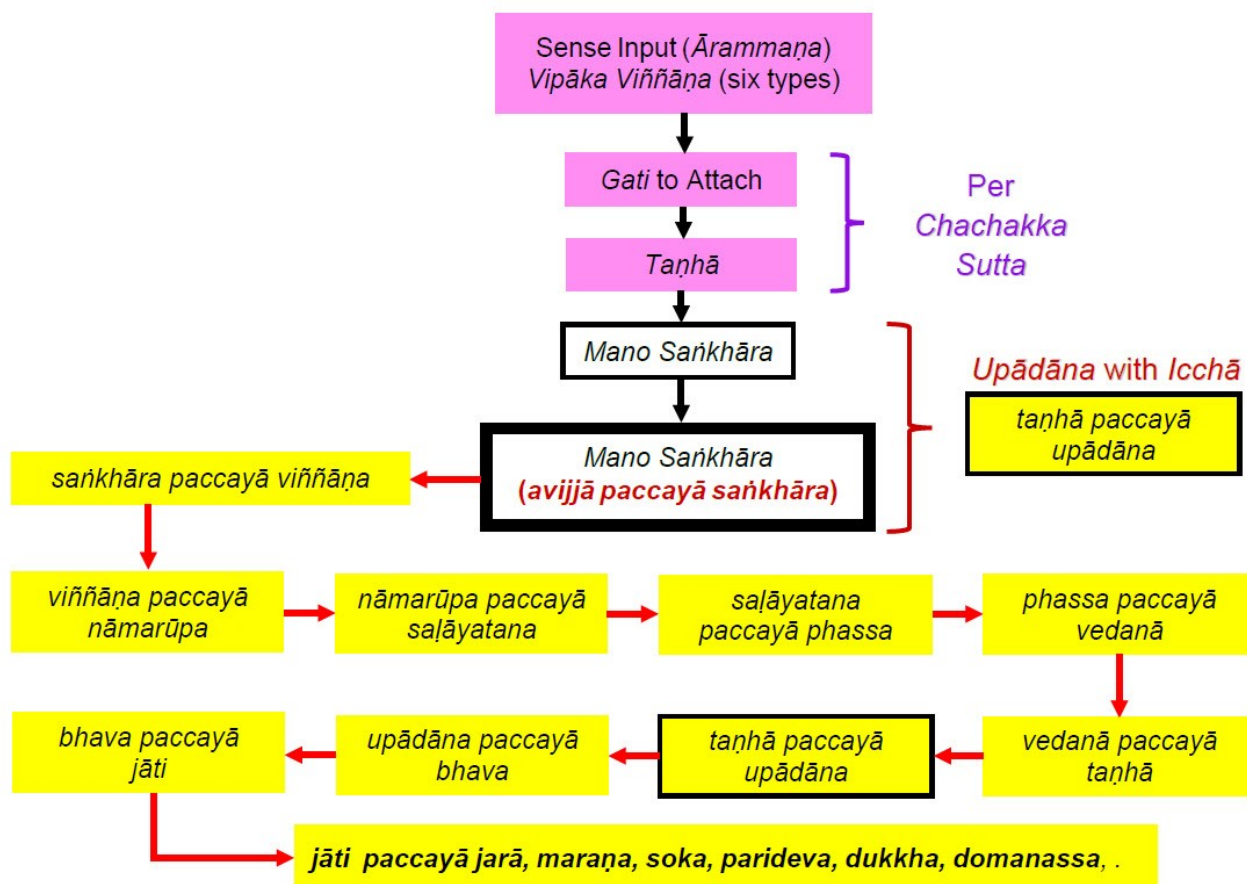 Sense Input (Ārammaṇa)
Vipāka Viññāṇa (six types)
Gati to Attach
Taṇhā
Per
Chachakka
Sutta
Mano Saṅkhāra
Mano Saṅkhāra
(avijjā paccayā saṅkhāra)
Upādāna with Icchā
taṇhā paccayā
upādāna
saṅkhāra paccayā viññāṇa
viññāṇa paccayā
nāmarūpa
nāmarūpa paccayā
saḷāyatana
saḷāyatana
paccayā phassa
phassa paccayā
vedanā
vedanā paccayā
taṇhā
taṇhā paccayā
upādāna
upādāna paccayā
bhava
bhava paccayā
jāti
jāti paccayā jarā, maraṇa, soka, parideva, dukkha, domanassa, .